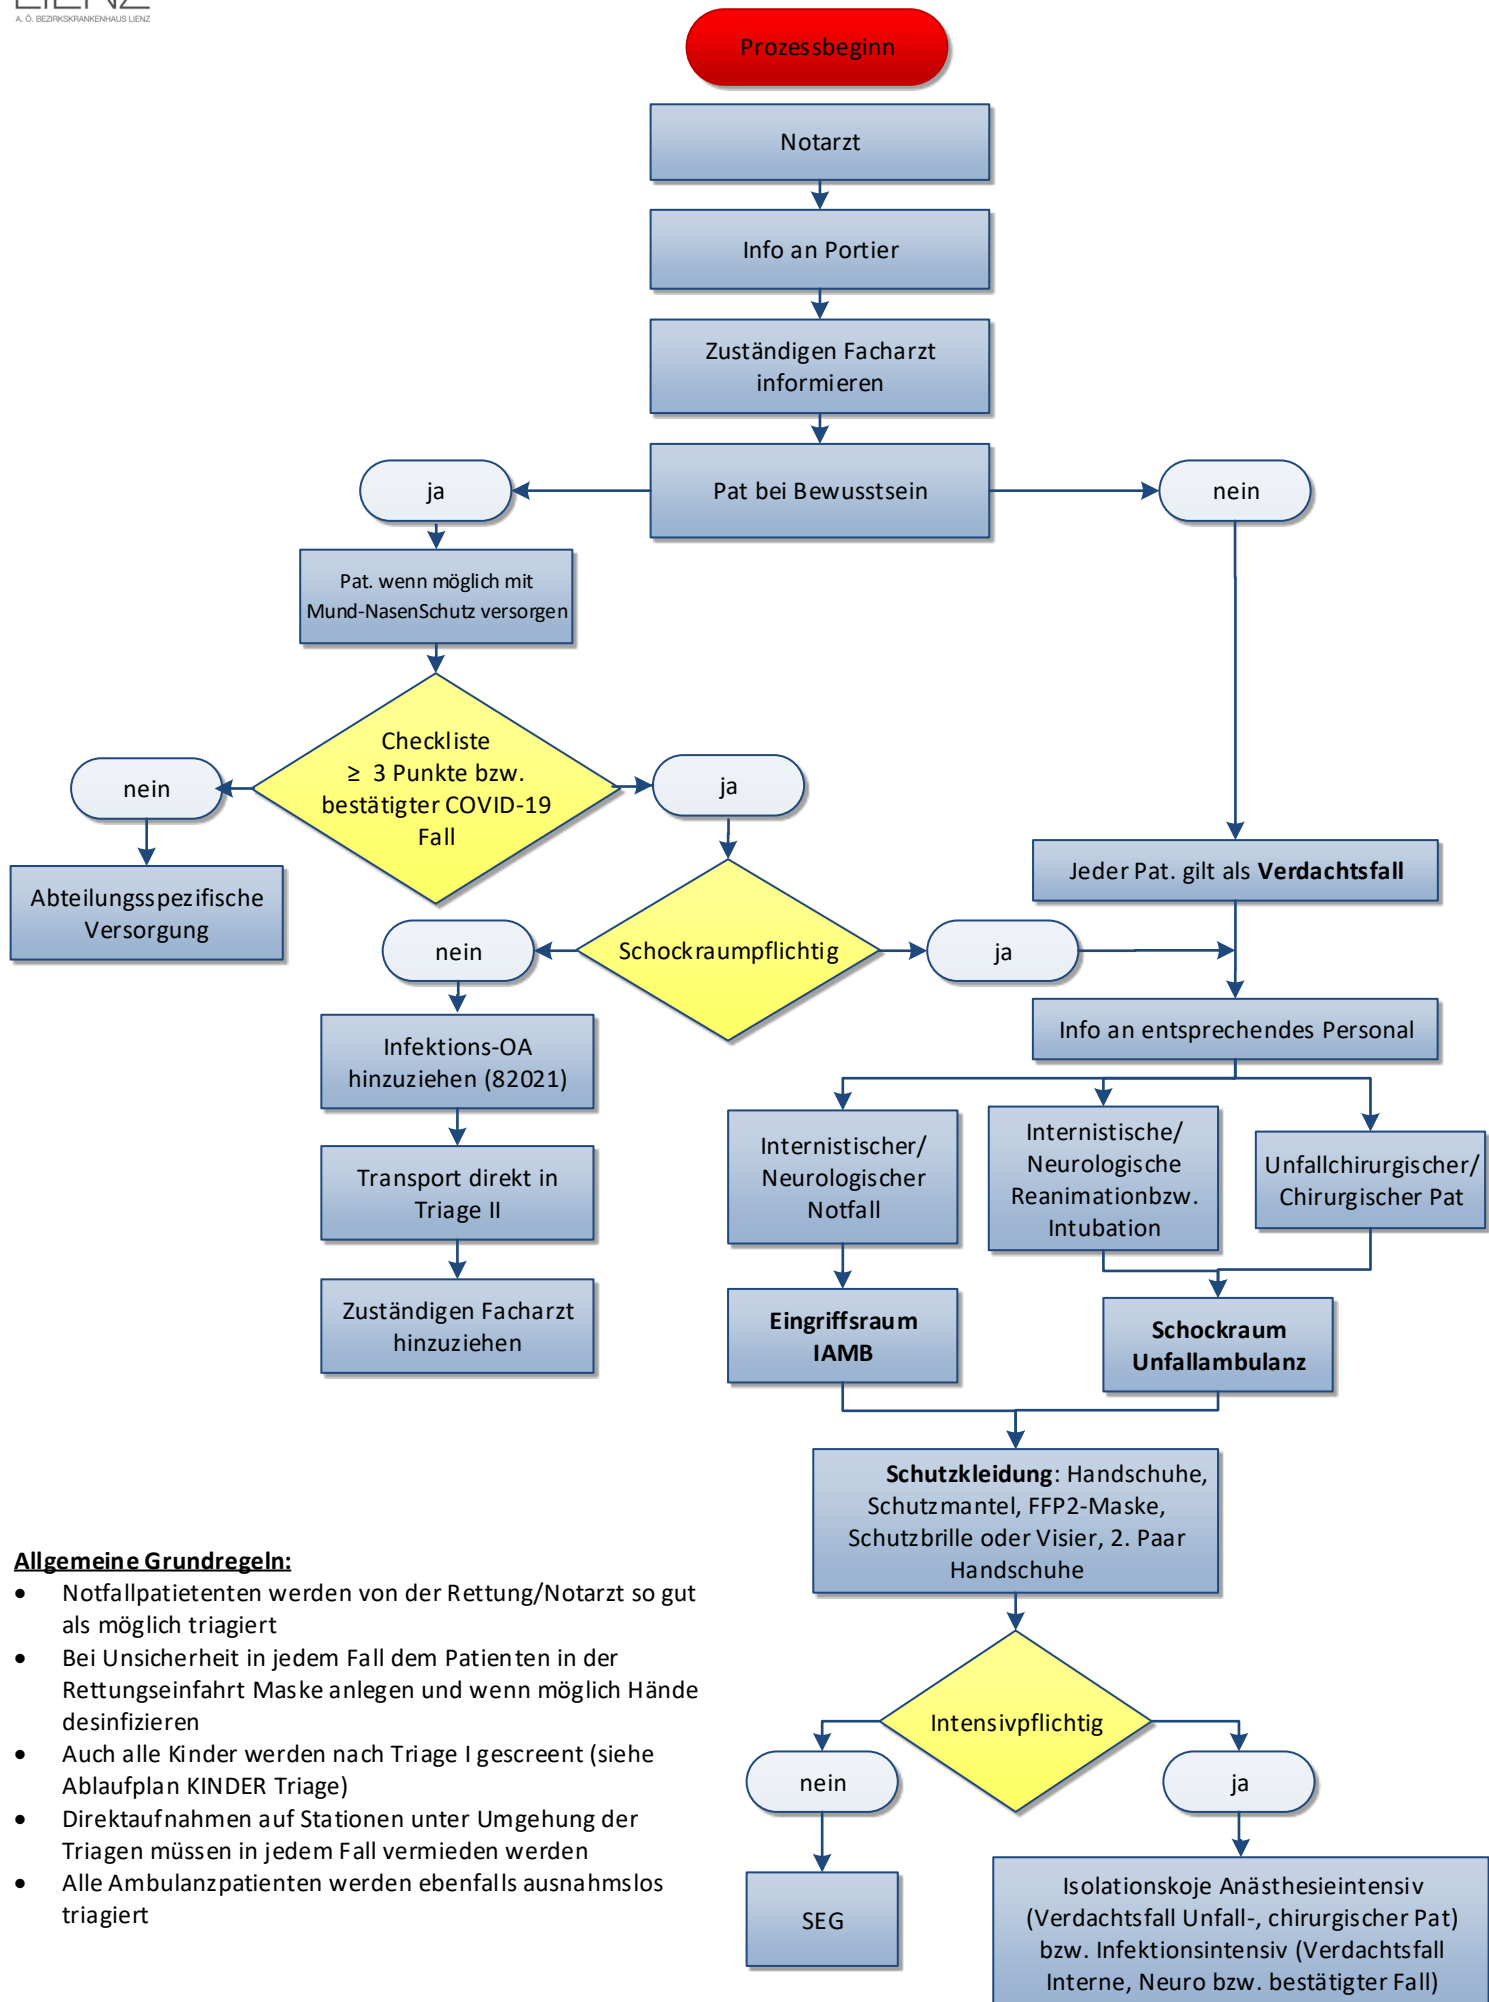 LIENZ
A. Ö. BEZIRKSKRANKENHAUS LIENZ
Prozessbeginn
Notarzt
Info an Portier
Zuständigen Facharzt
informieren
Pat bei Bewusstsein
ja
nein
Pat. wenn möglich mit
Mund-NasenSchutz versorgen
Checkliste
≥ 3 Punkte bzw.
bestätigter COVID-19
Fall
nein
ja
Abteilungsspezifische
Versorgung
Jeder Pat. gilt als Verdachtsfall
Schockraumpflichtig
nein
ja
Infektions-OA
hinzuziehen (82021)
Transport direkt in
Triage II
Zuständigen Facharzt
hinzuziehen
Info an entsprechendes Personal
Internistischer/
Neurologischer
Notfall
Internistische/
Neurologische
Reanimationbzw.
Intubation
Unfallchirurgischer/
Chirurgischer Pat
Eingriffsraum
IAMB
Schockraum
Unfallambulanz
Schutzkleidung: Handschuhe,
Schutzmantel, FFP2-Maske,
Schutzbrille oder Visier, 2. Paar
Handschuhe
Intensivpflichtig
nein
ja
SEG
Isolationskoje Anästhesieintensiv
(Verdachtsfall Unfall-, chirurgischer Pat)
bzw. Infektionsintensiv (Verdachtsfall
Interne, Neuro bzw. bestätigter Fall)
Allgemeine Grundregeln:
• Notfallpatietenten werden von der Rettung/Notarzt so gut
als möglich triagiert
• Bei Unsicherheit in jedem Fall dem Patienten in der
Rettungseinfahrt Maske anlegen und wenn möglich Hände
desinfizieren
• Auch alle Kinder werden nach Triage I gescreent (siehe
Ablaufplan KINDER Triage)
• Direktaufnahmen auf Stationen unter Umgehung der
Triagen müssen in jedem Fall vermieden werden
• Alle Ambulanzpatienten werden ebenfalls ausnahmslos
triagiert